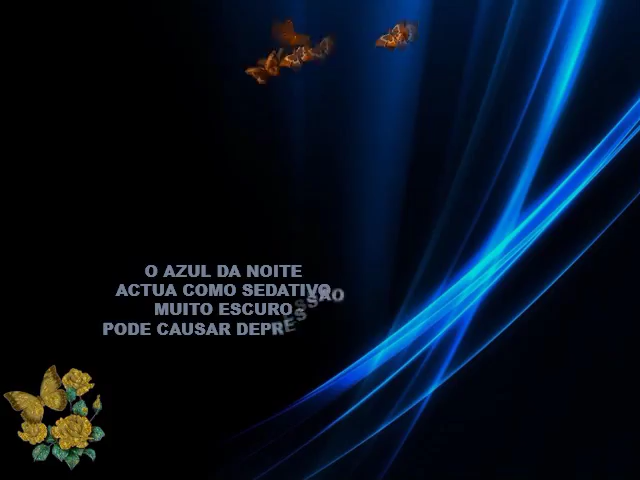 O AZUL DA NOITE
ACTUA COMO SEDATIVO
MUITO ESCURO
PODE CAUSAR DEPRESSÃO